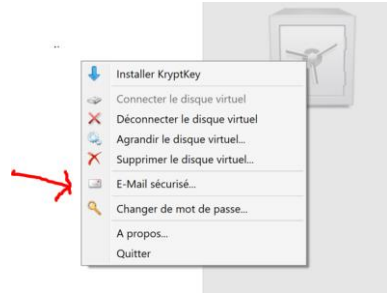 Installer KryptKey
Connecter le disque virtuel
Déconnecter le disque virtuel
Agrandir le disque virtuel...
Supprimer le disque virtuel...
E-Mail sécurisé...
Changer de mot de passe...
A propos...
Quitter